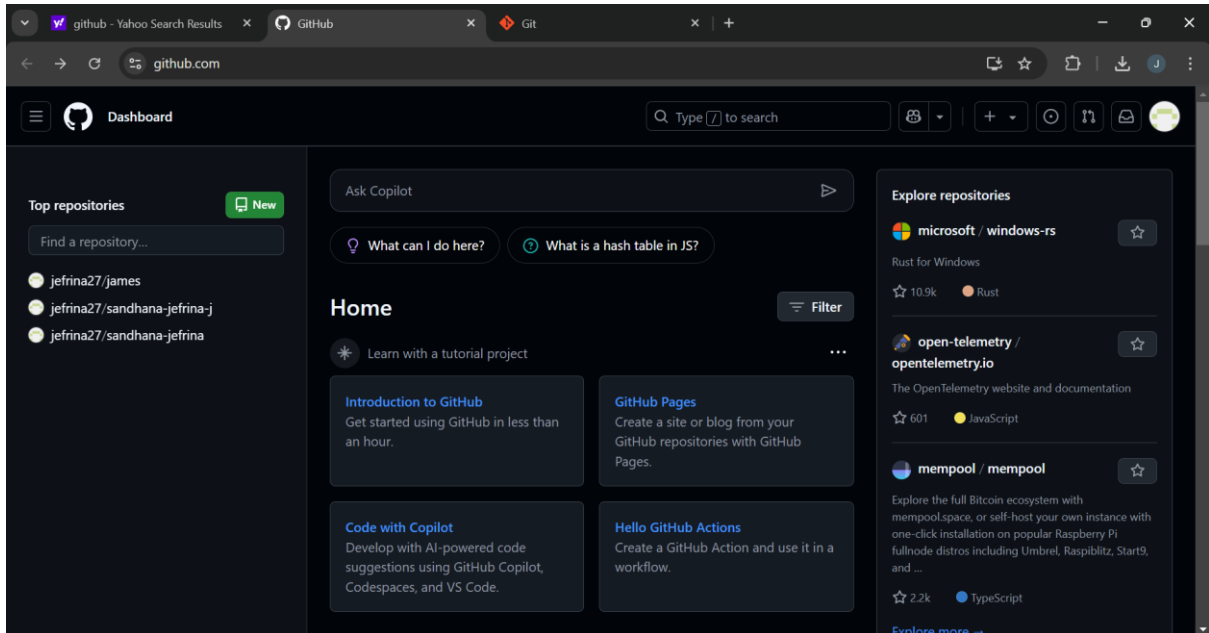 github - Yahoo Search Results
GitHub
Git
github.com
J
Dashboard
Type / to search
Top repositories
New
Find a repository...
jefrina27/james
jefrina27/sandhana-jefrina-j
jefrina27/sandhana-jefrina
Ask Copilot
What can I do here?
What is a hash table in JS?
Home
Filter
Learn with a tutorial project
Introduction to GitHub
Get started using GitHub in less than
an hour.
GitHub Pages
Create a site or blog from your
GitHub repositories with GitHub
Pages.
Code with Copilot
Develop with AI-powered code
suggestions using GitHub Copilot,
Codespaces, and VS Code.
Hello GitHub Actions
Create a GitHub Action and use it in a
workflow.
Explore repositories
microsoft / windows-rs
Rust for Windows
10.9k Rust
open-telemetry /
opentelemetry.io
The OpenTelemetry website and documentation
601 JavaScript
mempool / mempool
Explore the full Bitcoin ecosystem with
mempool.space, or self-host your own instance with
one-click installation on popular Raspberry Pi
fullnode distros including Umbrel, Raspiblitz, Start9,
and ...
2.2k TypeScript
Explore more →